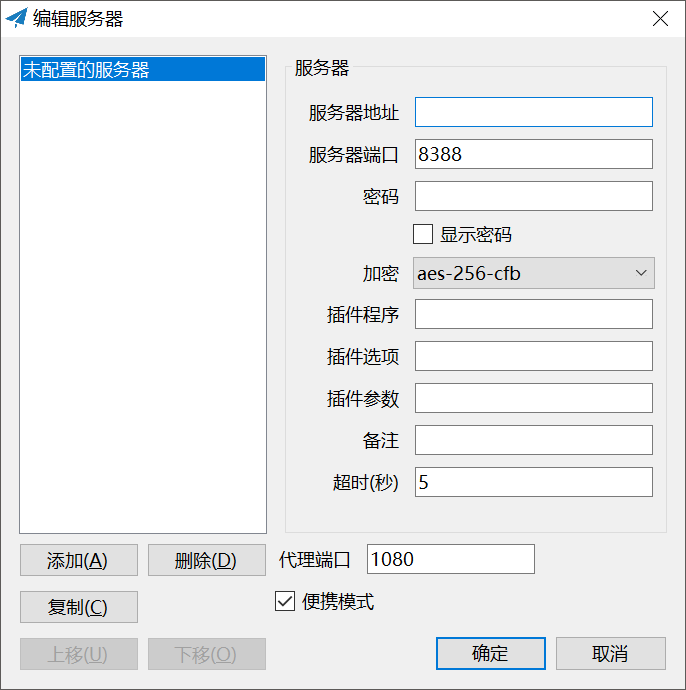 编辑服务器
未配置的服务器
服务器
服务器地址
服务器端口 8388
密码
显示密码
加密 aes-256-cfb
插件程序
插件选项
插件参数
备注
超时(秒) 5
添加(A) 删除(D) 代理端口 1080
复制(C) 便携模式
上移(U) 下移(O) 确定 取消